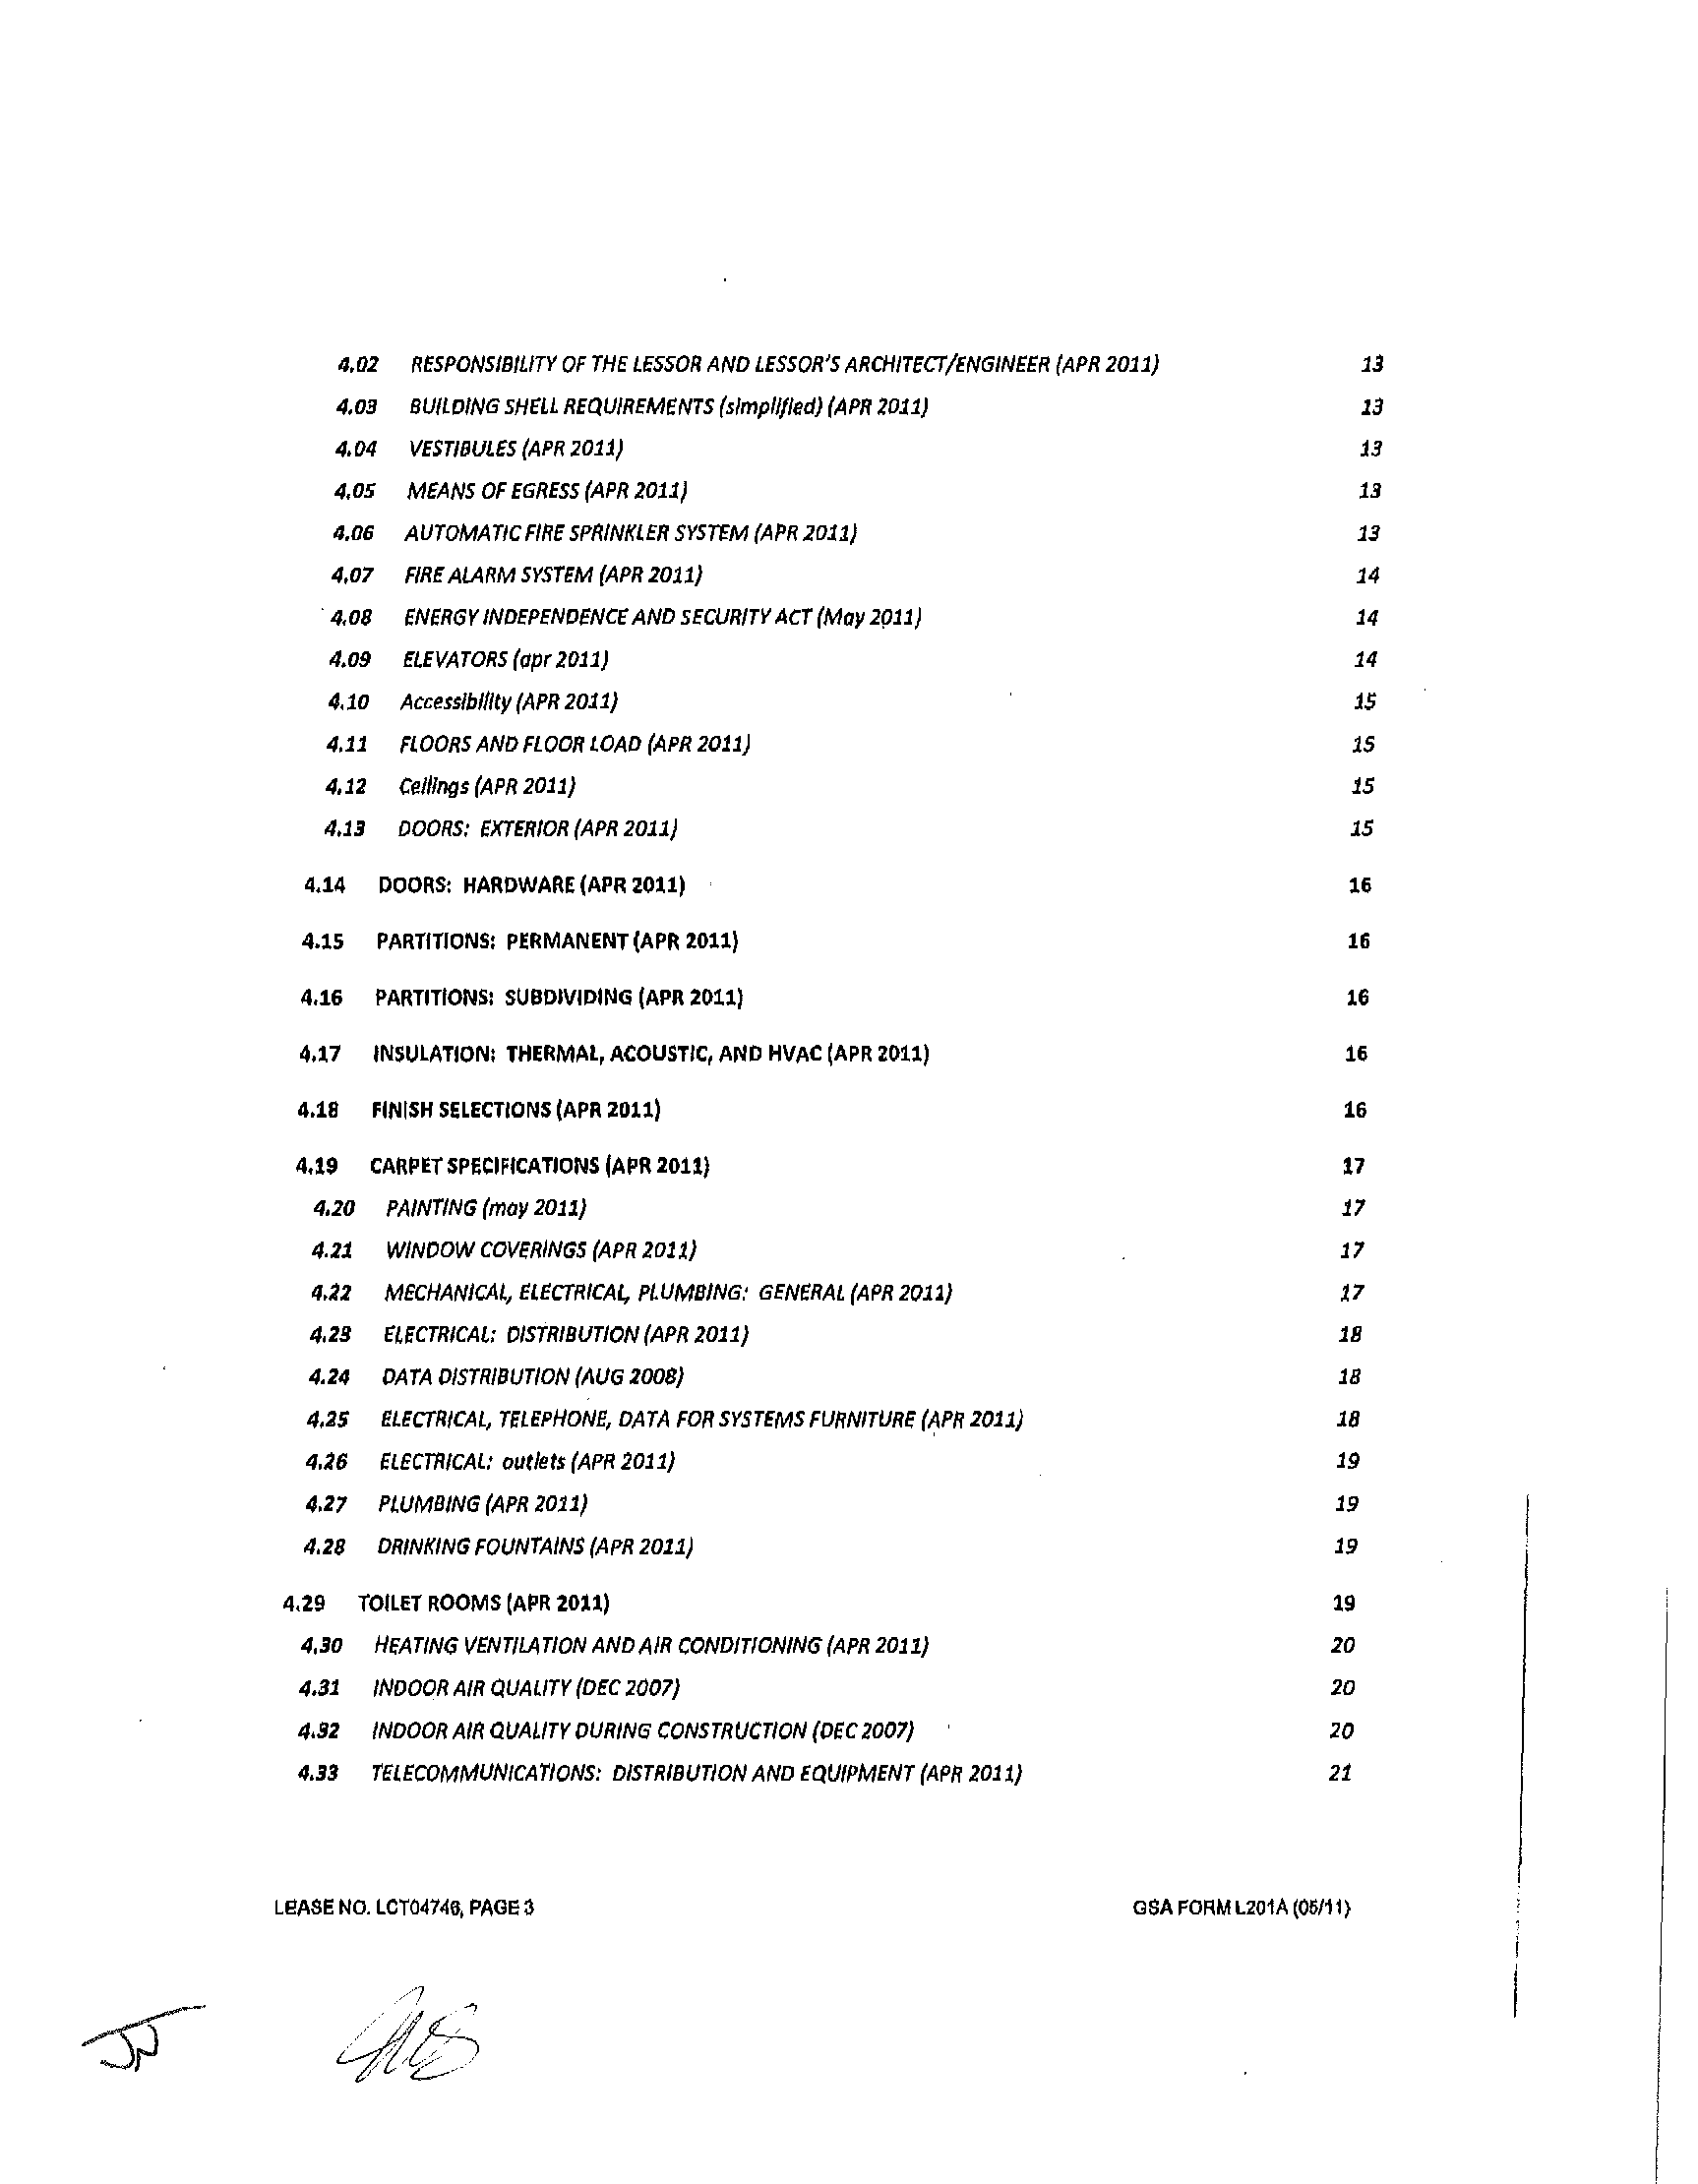 4.02 RESPONSIBILITY OF THE LESSOR AND LESSOR'S ARCHITECT/ENGINEER (APR 2011) 13
4.03 BUILDING SHELL REQUIREMENTS (simplified) (APR 2011) 13
4.04 VESTIBULES (APR 2011) 13
4.05 MEANS OF EGRESS (APR 2011) 13
4.06 AUTOMATIC FIRE SPRINKLER SYSTEM (APR 2011) 13
4.07 FIRE ALARM SYSTEM (APR 2011) 14
4.08 ENERGY INDEPENDENCE AND SECURITY ACT (May 2011) 14
4.09 ELEVATORS (apr 2011) 14
4.10 Accessibility (APR 2011) 15
4.11 FLOORS AND FLOOR LOAD (APR 2011) 15
4.12 Ceilings (APR 2011) 15
4.13 DOORS: EXTERIOR (APR 2011) 15
4.14 DOORS: HARDWARE (APR 2011) 16
4.15 PARTITIONS: PERMANENT (APR 2011) 16
4.16 PARTITIONS: SUBDIVIDING (APR 2011) 16
4.17 INSULATION: THERMAL, ACOUSTIC, AND HVAC (APR 2011) 16
4.18 FINISH SELECTIONS (APR 2011) 16
4.19 CARPET SPECIFICATIONS (APR 2011) 17
4.20 PAINTING (may 2011) 17
4.21 WINDOW COVERINGS (APR 2011) 17
4.22 MECHANICAL, ELECTRICAL, PLUMBING: GENERAL (APR 2011) 17
4.23 ELECTRICAL: DISTRIBUTION (APR 2011) 18
4.24 DATA DISTRIBUTION (AUG 2008) 18
4.25 ELECTRICAL, TELEPHONE, DATA FOR SYSTEMS FURNITURE (APR 2011) 18
4.26 ELECTRICAL: outlets (APR 2011) 19
4.27 PLUMBING (APR 2011) 19
4.28 DRINKING FOUNTAINS (APR 2011) 19
4.29 TOILET ROOMS (APR 2011) 19
4.30 HEATING VENTILATION AND AIR CONDITIONING (APR 2011) 20
4.31 INDOOR AIR QUALITY (DEC 2007) 20
4.32 INDOOR AIR QUALITY DURING CONSTRUCTION (DEC 2007) 20
4.33 TELECOMMUNICATIONS: DISTRIBUTION AND EQUIPMENT (APR 2011) 21
LEASE NO. LCT04746, PAGE 3 GSA FORM L201A (05/11)